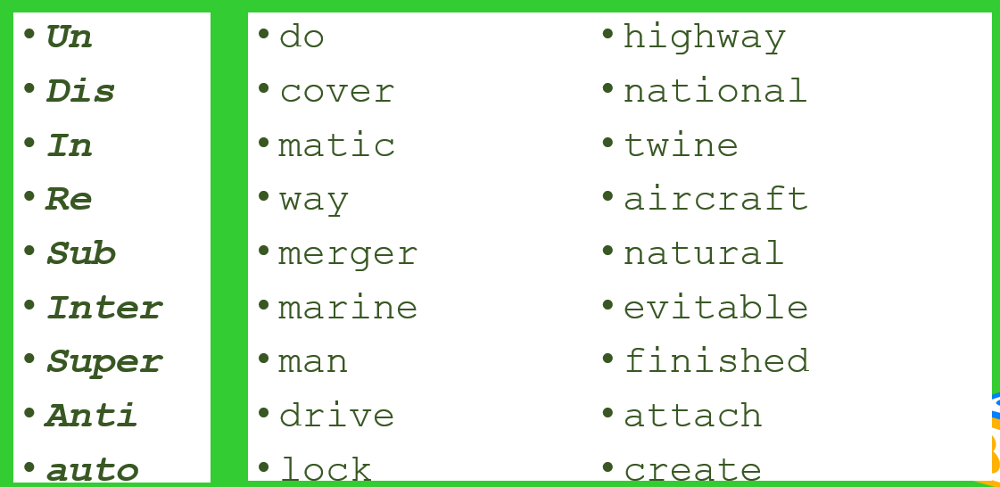 • Un
• Dis
• In
• Re
• Sub
• Inter
• Super
• Anti
• auto
• do
• cover
• matic
• way
• merger
• marine
• man
• drive
• lock
• highway
• national
• twine
• aircraft
• natural
• evitable
• finished
• attach
• create